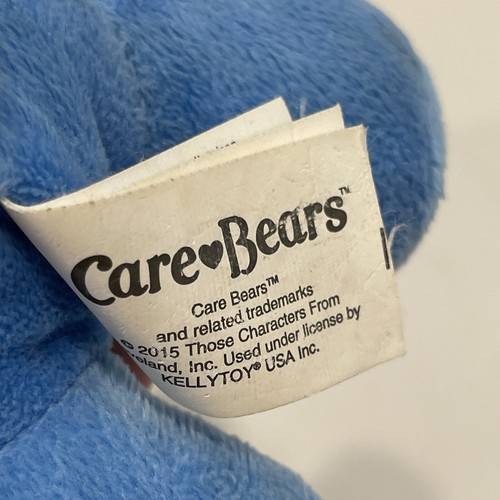 Care♥Bears™
Care Bears™
and related trademarks
© 2015 Those Characters From
eland, Inc. Used under license by
KELLYTOY® USA Inc.